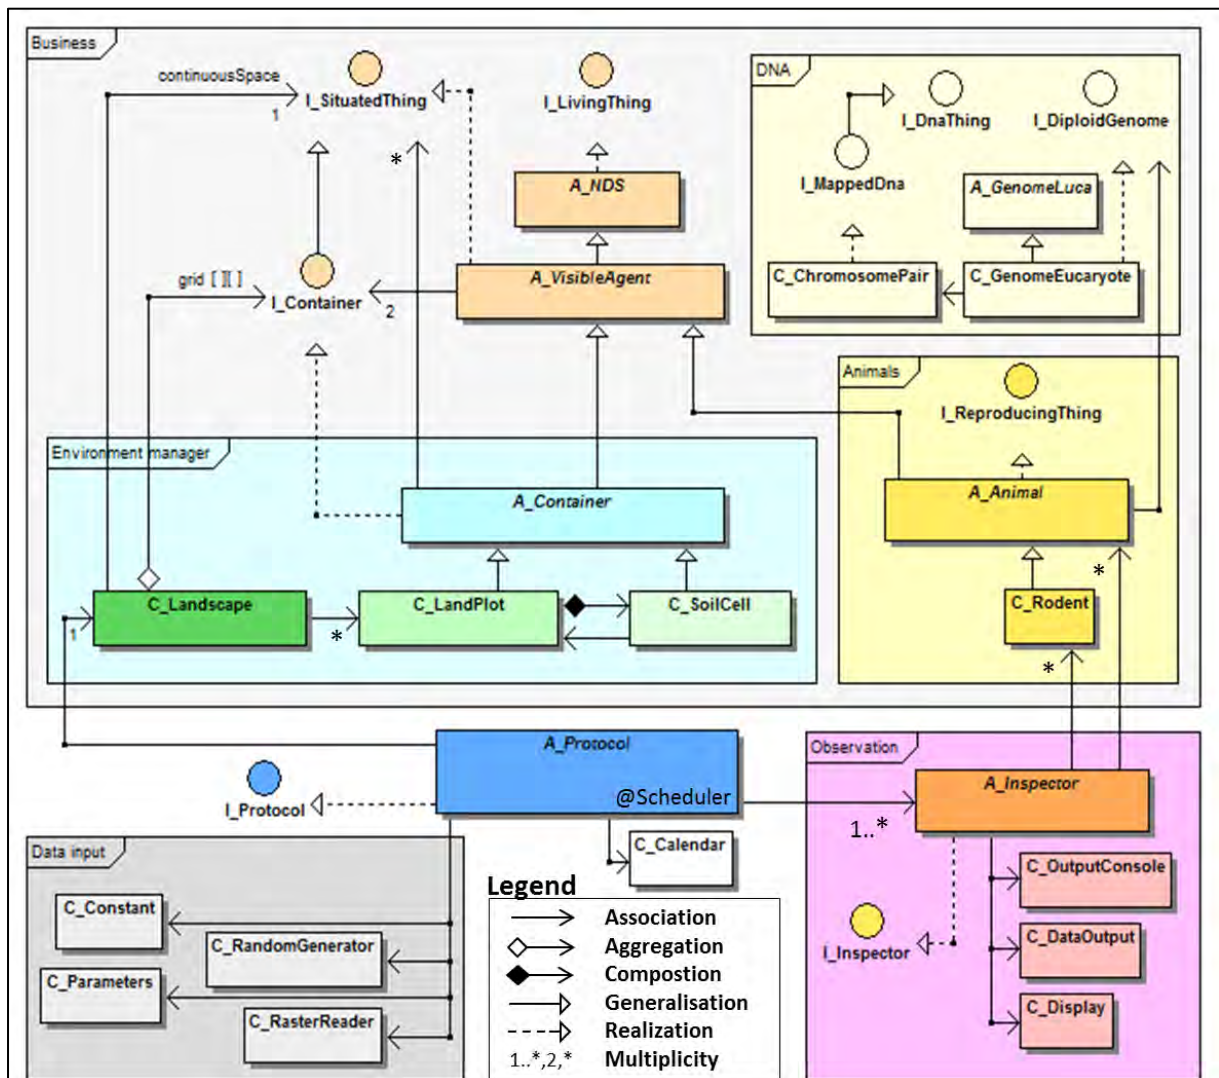 Business
continuousSpace
1
I_SituatedThing
I_LivingThing
DNA
I_DnaThing
I_DiploidGenome
*
I_MappedDna
A_NDS
A_GenomeLuca
C_ChromosomePair
C_GenomeEucaryote
grid [ ][ ]
I_Container
2
A_VisibleAgent
Animals
I_ReproducingThing
Environment manager
A_Container
A_Animal
*
C_Landscape
1
*
C_LandPlot
C_SoilCell
C_Rodent
*
A_Protocol
@Scheduler
I_Protocol
1..*
Observation
A_Inspector
C_Calendar
Data input
C_Constant
C_RandomGenerator
C_Parameters
C_RasterReader
Legend
Association
Aggregation
Compostion
Generalisation
Realization
1..*,2,* Multiplicity
C_OutputConsole
I_Inspector
C_DataOutput
C_Display